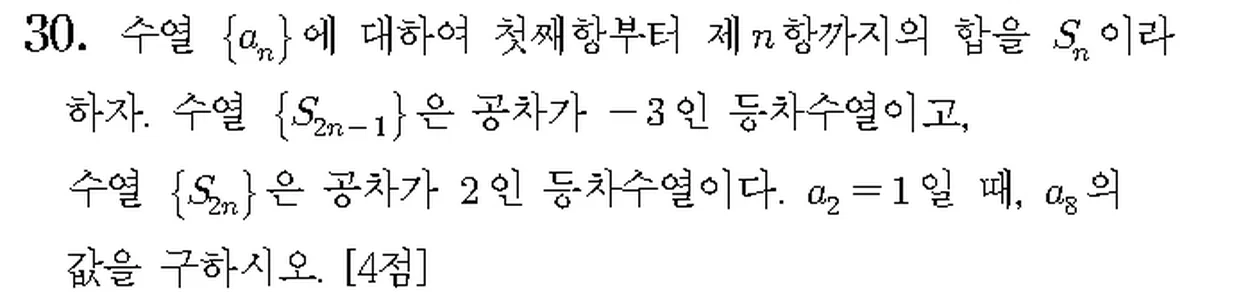 30. 수열 {aₙ}에 대하여 첫째항부터 제n항까지의 합을 Sₙ이라
하자. 수열 {S₂ₙ₋₁}은 공차가 −3인 등차수열이고,
수열 {S₂ₙ}은 공차가 2인 등차수열이다. a₂=1일 때, a₈의
값을 구하시오. [4점]